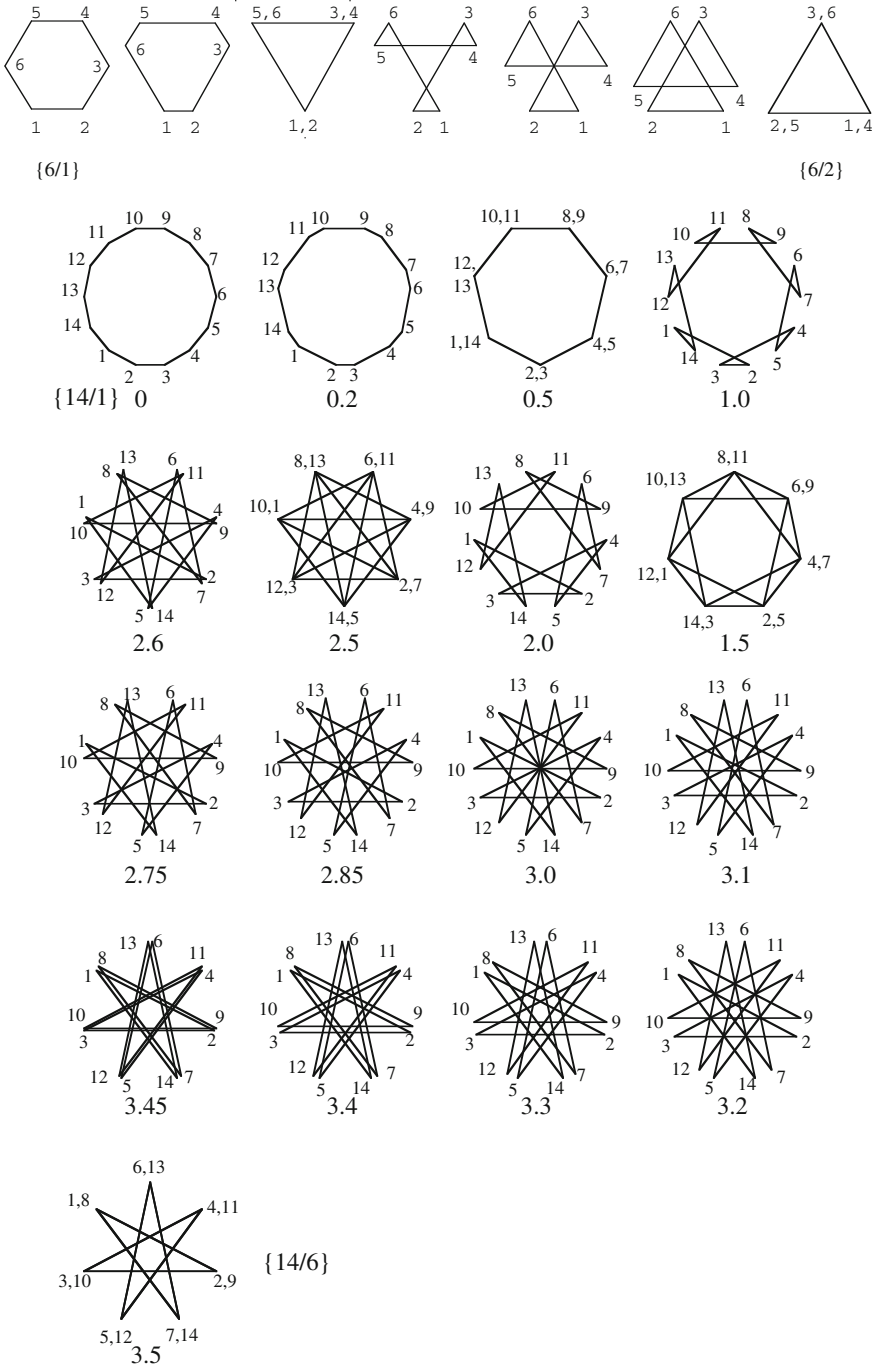 5 4 5 4 5,6 3,4 6 3 6 3 6 3 3,6
6 3 6 3 5 4 5 4 5 4
1 2 1 2 1,2 2 1 2 1 2 1 2,5 1,4
{6/1} {6/2}
10 9 10 9 10,11 8,9 11 8
11 8 11 8 10 9
12 7 12 7 12, 6,7 13 6
13 6 13 6 13 12 7
14 5 14 5 1,14 4,5 1 4
1 4 1 4 14 5
2 3 2 3 2,3 3 2
{14/1} 0 0.2 0.5 1.0
13 6 8,13 6,11 13 8 11 6 8,11
8 11 10,13 6,9
1 4 10,1 4,9 10 9
10 9 1 4 12,1 4,7
3 2 12,3 2,7 12 7
12 7 3 2
5 14 14,5 14 5 14,3 2,5
2.6 2.5 2.0 1.5
13 6 13 6 13 6 13 6
8 11 8 11 8 11 8 11
1 4 1 4 1 4 1 4
10 9 10 9 10 9 10 9
3 2 3 2 3 2 3 2
12 7 12 7 12 7 12 7
5 14 5 14 5 14 5 14
2.75 2.85 3.0 3.1
13 6 13 6 13 6 13 6
8 11 8 11 8 11 8 11
1 4 1 4 1 4 1 4
10 9 10 9 10 9 10 9
3 2 3 2 3 2 3 2
12 7 12 7 12 7 12 7
5 14 5 14 5 14 5 14
3.45 3.4 3.3 3.2
6,13
1,8 4,11
{14/6}
3,10 2,9
5,12 7,14
3.5